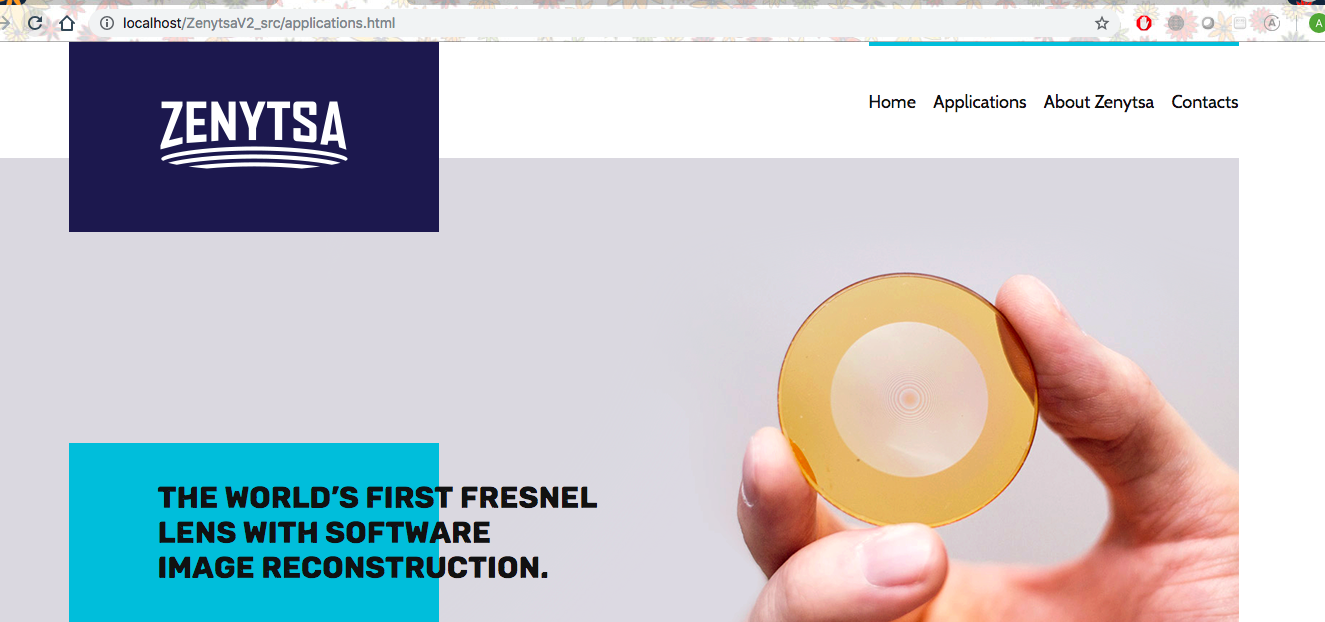 localhost/ZenytsaV2_src/applications.html
A
A
ZENYTSA
Home Applications About Zenytsa Contacts
THE WORLD’S FIRST FRESNEL
LENS WITH SOFTWARE
IMAGE RECONSTRUCTION.